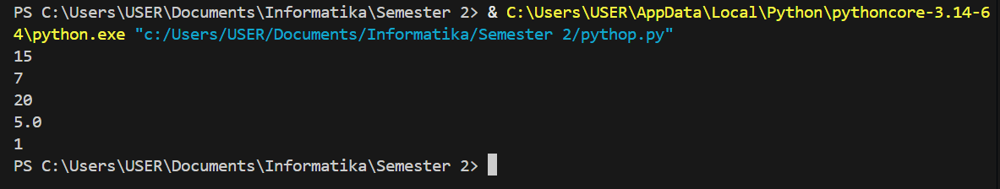 PS C:\Users\USER\Documents\Informatika\Semester 2> & C:\Users\USER\AppData\Local\Python\pythoncore-3.14-6
4\python.exe "c:/Users/USER/Documents/Informatika/Semester 2/pythop.py"
15
7
20
5.0
1
PS C:\Users\USER\Documents\Informatika\Semester 2>